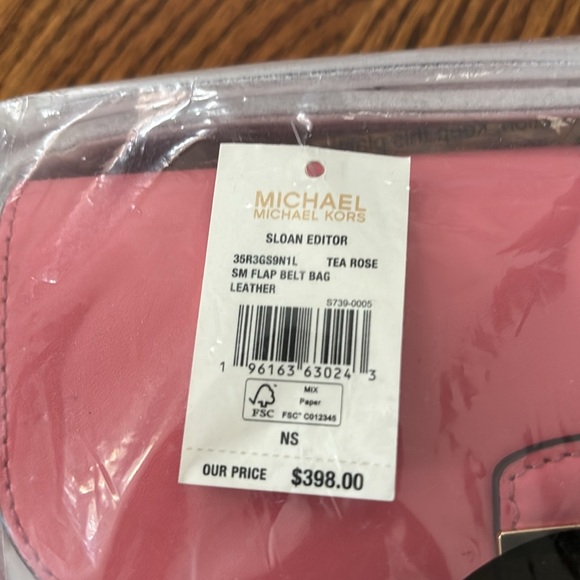 MICHAEL
MICHAEL KORS
SLOAN EDITOR
35R3GS9N1L TEA ROSE
SM FLAP BELT BAG
LEATHER
S739-0005
1 96163 63024 3
FSC
MIX
Paper
FSC® C012345
NS
OUR PRICE $398.00